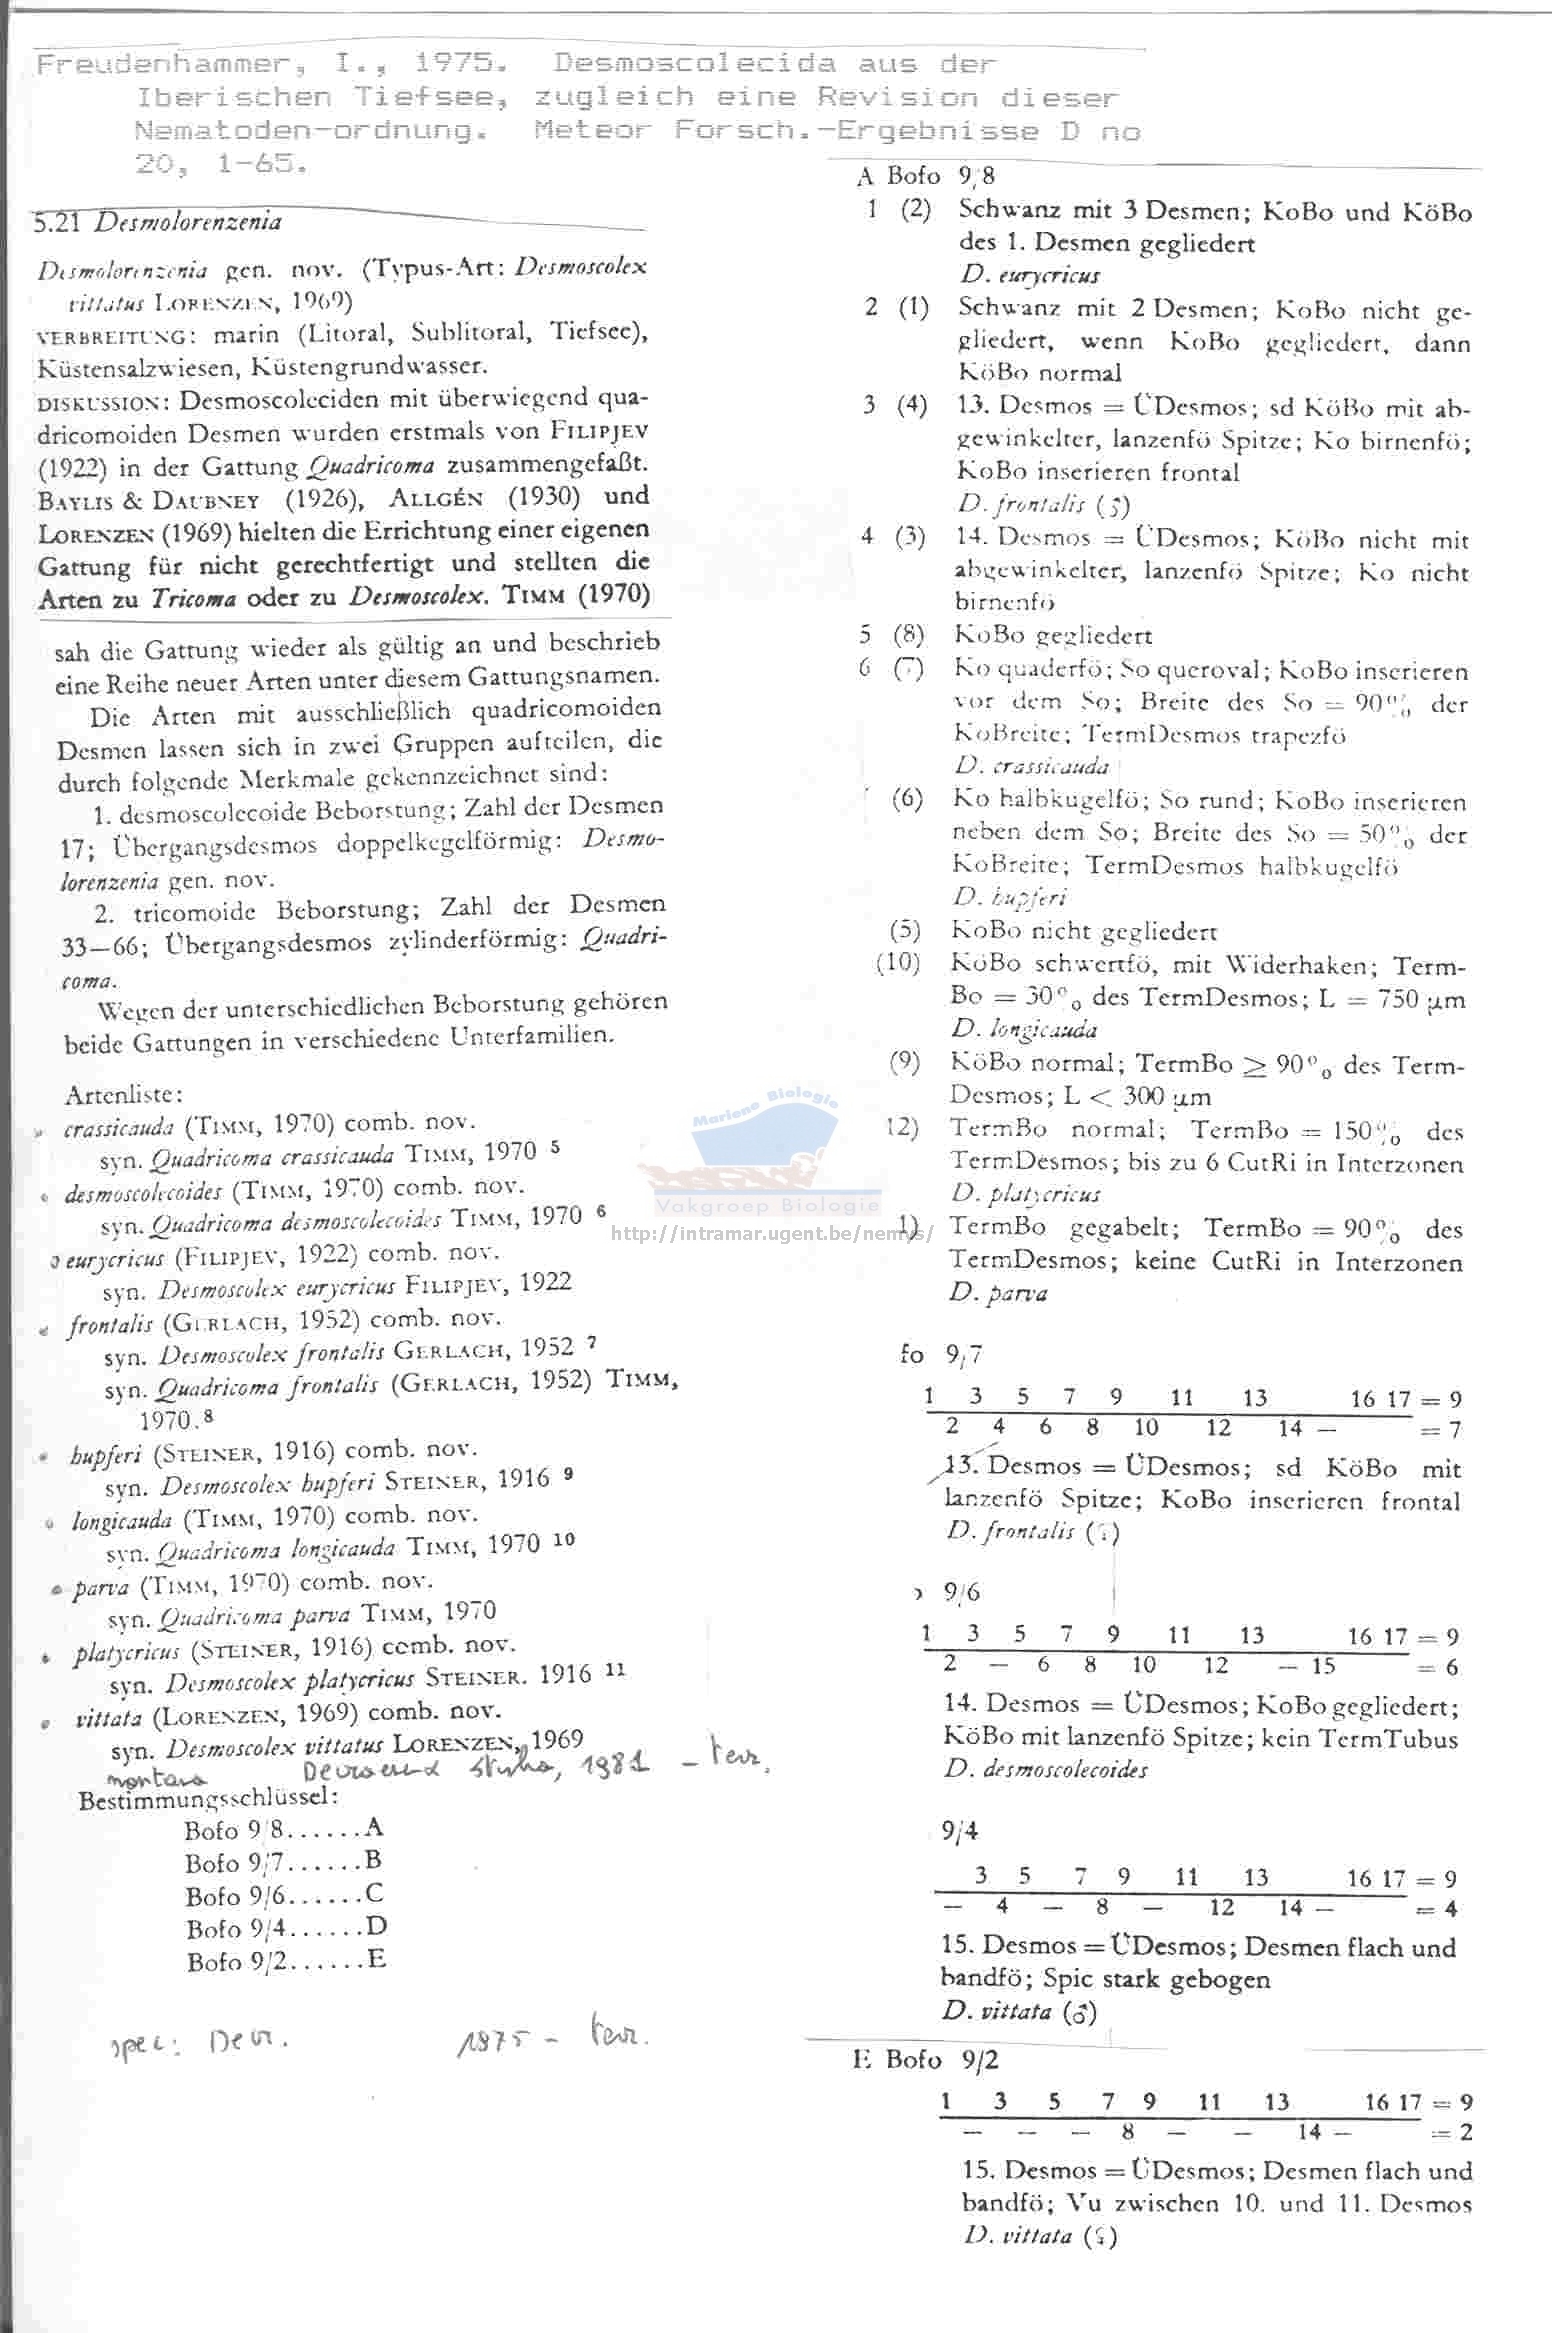 Freudenhammer, I., 1975. Desmoscolecida aus der
Iberischen Tiefsee, zugleich eine Revision dieser
Nematoden-ordnung. Meteor Forsch.-Ergebnisse D no
20, 1-65.
5.21 Desmolorenzenia
Desmolorenzenia gen. nov. (Typus-Art: Desmoscolex
vittatus LORENZEN, 1969)
VERBREITUNG: marin (Litoral, Sublitoral, Tiefsee),
Küstensalzwiesen, Küstengrundwasser.
DISKUSSION: Desmoscoleciden mit überwiegend qua-
dricomoiden Desmen wurden erstmals von FILIPJEV
(1922) in der Gattung Quadricoma zusammengefaßt.
BAYLIS & DAUBNEY (1926), ALLGÉN (1930) und
LORENZEN (1969) hielten die Errichtung einer eigenen
Gattung für nicht gerechtfertigt und stellten die
Arten zu Tricoma oder zu Desmoscolex. TIMM (1970)
sah die Gattung wieder als gültig an und beschrieb
eine Reihe neuer Arten unter diesem Gattungsnamen.
Die Arten mit ausschließlich quadricomoiden
Desmen lassen sich in zwei Gruppen aufteilen, die
durch folgende Merkmale gekennzeichnet sind:
1. desmoscolecoide Beborstung; Zahl der Desmen
17; Übergangsdesmos doppelkegelförmig: Desmo-
lorenzenia gen. nov.
2. tricomoide Beborstung; Zahl der Desmen
33—66; Übergangsdesmos zylinderförmig: Quadri-
coma.
Wegen der unterschiedlichen Beborstung gehören
beide Gattungen in verschiedene Unterfamilien.
Artenliste:
crassicauda (TIMM, 1970) comb. nov.
syn. Quadricoma crassicauda TIMM, 1970 5
desmoscolecoides (TIMM, 1970) comb. nov.
syn. Quadricoma desmoscolecoides TIMM, 1970 6
eurycricus (FILIPJEV, 1922) comb. nov.
syn. Desmoscolex eurycricus FILIPJEV, 1922
frontalis (GERLACH, 1952) comb. nov.
syn. Desmoscolex frontalis GERLACH, 1952 7
syn. Quadricoma frontalis (GERLACH, 1952) TIMM,
1970.8
hupferi (STEINER, 1916) comb. nov.
syn. Desmoscolex hupferi STEINER, 1916 9
longicauda (TIMM, 1970) comb. nov.
syn. Quadricoma longicauda TIMM, 1970 10
parva (TIMM, 1970) comb. nov.
syn. Quadricoma parva TIMM, 1970
platycricus (STEINER, 1916) comb. nov.
syn. Desmoscolex platycricus STEINER. 1916 11
vittata (LORENZEN, 1969) comb. nov.
syn. Desmoscolex vittatus LORENZEN, 1969
montana 1981 - terr.
Bestimmungsschlüssel:
Bofo 9/8......A
Bofo 9/7......B
Bofo 9/6......C
Bofo 9/4......D
Bofo 9/2......E
spec: Decr. 1975 - terr.
A Bofo 9/8
1 (2) Schwanz mit 3 Desmen; KoBo und KöBo
des 1. Desmen gegliedert
D. eurycricus
2 (1) Schwanz mit 2 Desmen; KoBo nicht ge-
gliedert, wenn KoBo gegliedert, dann
KöBo normal
3 (4) 13. Desmos = ÜDesmos; sd KöBo mit ab-
gewinkelter, lanzenfö Spitze; Ko birnenfö;
KoBo inserieren frontal
D. frontalis (♂)
4 (3) 14. Desmos = ÜDesmos; KöBo nicht mit
abgewinkelter, lanzenfö Spitze; Ko nicht
birnenfö
5 (8) KoBo gegliedert
6 (7) Ko quaderfö; So queroval; KoBo inserieren
vor dem So; Breite des So = 90% der
KoBreite; TermDesmos trapezfö
D. crassicauda
(6) Ko halbkugelfö; So rund; KoBo inserieren
neben dem So; Breite des So = 50% der
KoBreite; TermDesmos halbkugelfö
D. hupferi
(5) KoBo nicht gegliedert
(10) KöBo schwertfö, mit Widerhaken; Term-
Bo = 30% des TermDesmos; L = 750 µm
D. longicauda
(9) KöBo normal; TermBo ≥ 90% des Term-
Desmos; L < 300 µm
12) TermBo normal; TermBo = 150% des
TermDesmos; bis zu 6 CutRi in Interzonen
D. platycricus
1) TermBo gegabelt; TermBo = 90% des
TermDesmos; keine CutRi in Interzonen
D. parva
fo 9/7
1 3 5 7 9 11 13 16 17 = 9
2 4 6 8 10 12 14 — = 7
13. Desmos = ÜDesmos; sd KöBo mit
lanzenfö Spitze; KoBo inserieren frontal
D. frontalis (♀)
9/6
1 3 5 7 9 11 13 16 17 = 9
2 — 6 8 10 12 — 15 = 6
14. Desmos = ÜDesmos; KoBo gegliedert;
KöBo mit lanzenfö Spitze; kein TermTubus
D. desmoscolecoides
9/4
3 5 7 9 11 13 16 17 = 9
— 4 — 8 — 12 14 — = 4
15. Desmos = ÜDesmos; Desmen flach und
bandfö; Spic stark gebogen
D. vittata (♂)
E Bofo 9/2
1 3 5 7 9 11 13 16 17 = 9
— — — 8 — — 14 — = 2
15. Desmos = ÜDesmos; Desmen flach und
bandfö; Vu zwischen 10. und 11. Desmos
D. vittata (♀)
Mariene Biologie
Vakgroep Biologie
http://intramar.ugent.be/nemys/